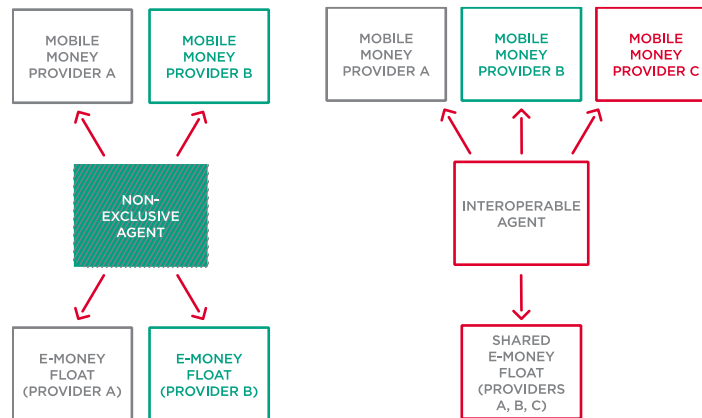 MOBILE
MONEY
PROVIDER A
MOBILE
MONEY
PROVIDER B
MOBILE
MONEY
PROVIDER A
MOBILE
MONEY
PROVIDER B
MOBILE
MONEY
PROVIDER C
NON-
EXCLUSIVE
AGENT
INTEROPERABLE
AGENT
E-MONEY
FLOAT
(PROVIDER A)
E-MONEY
FLOAT
(PROVIDER B)
SHARED
E-MONEY
FLOAT
(PROVIDERS
A, B, C)